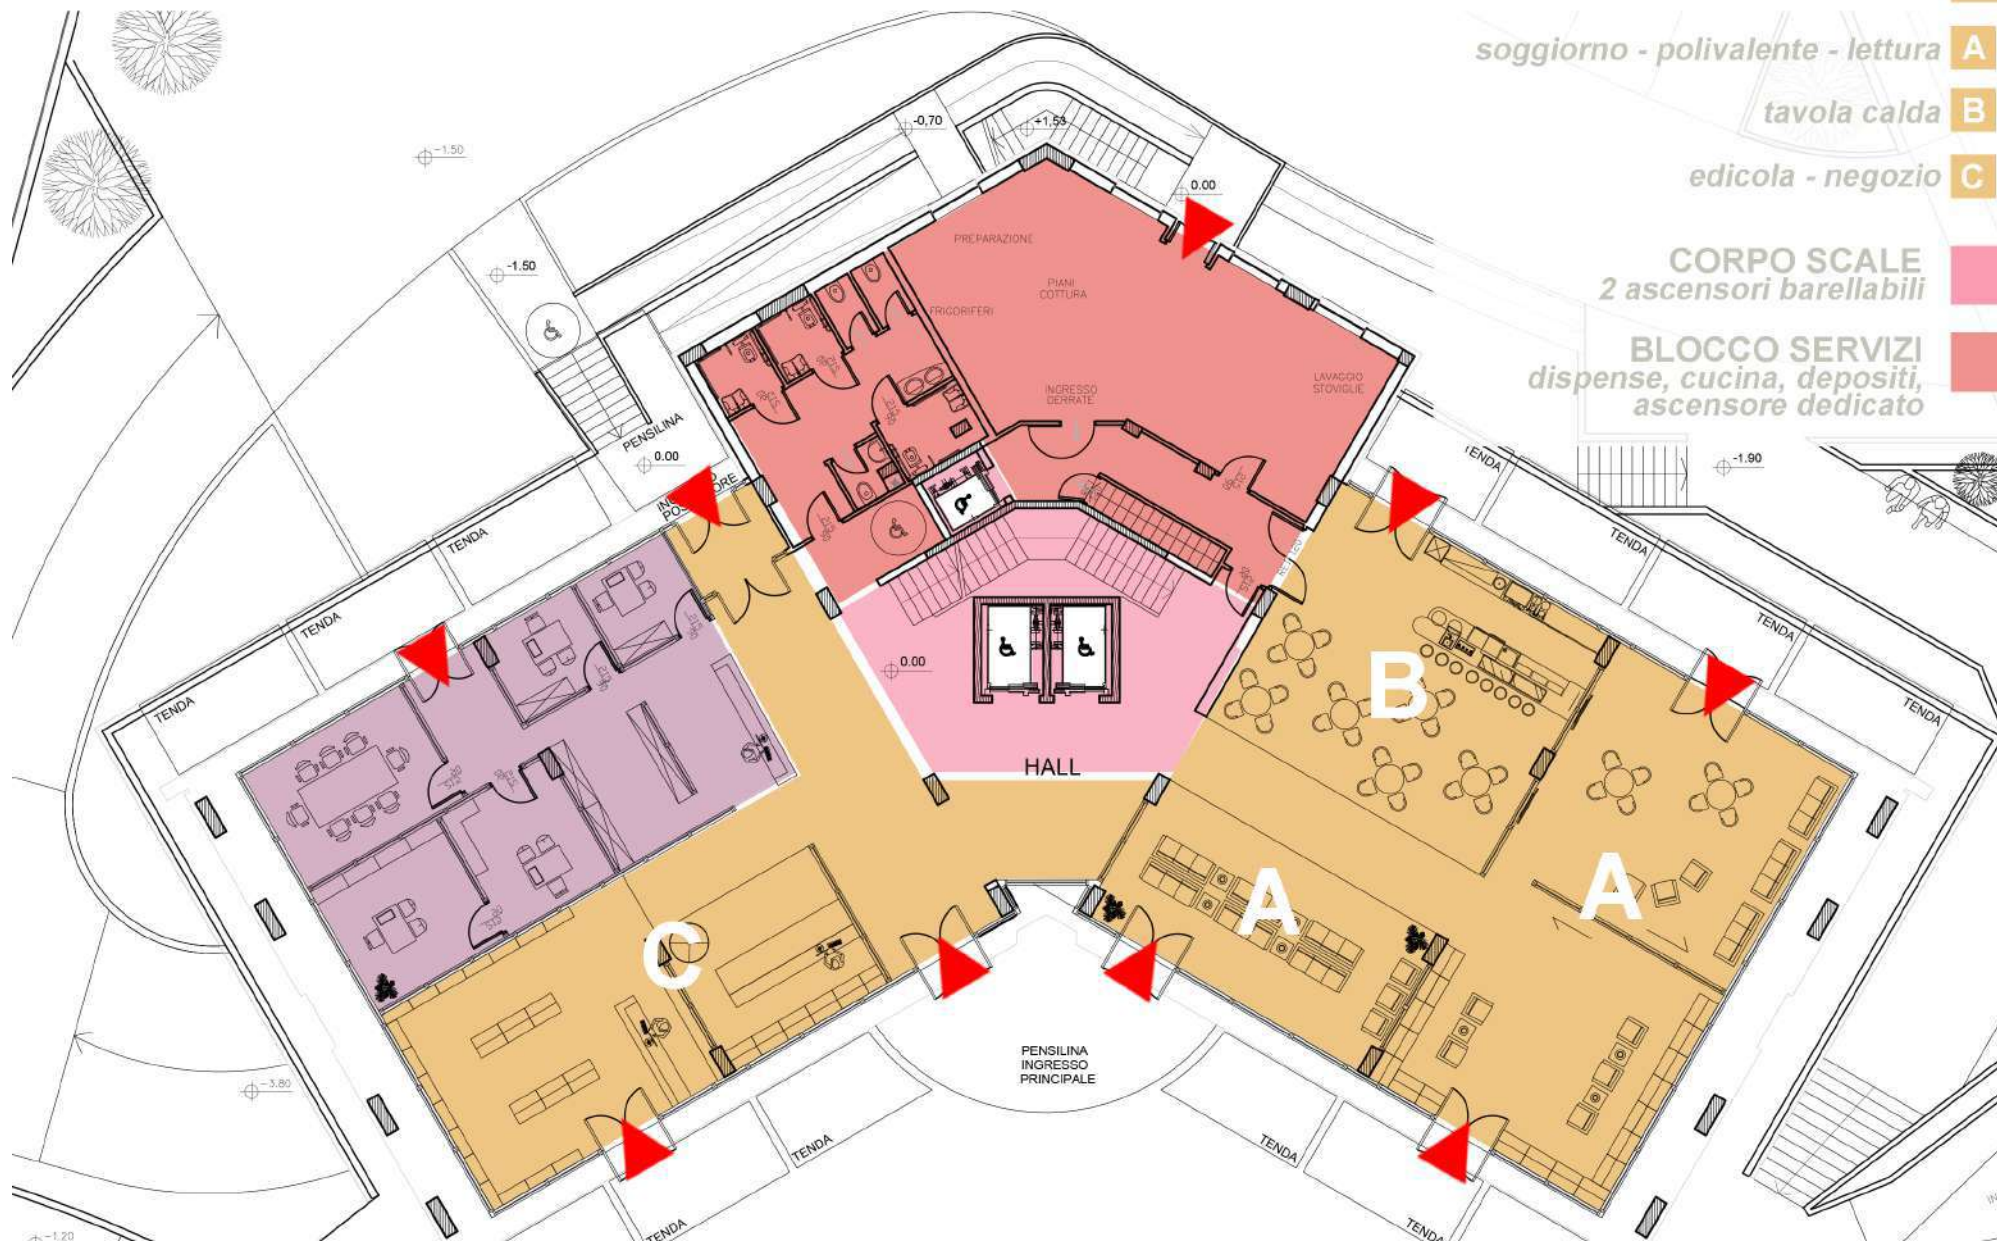 soggiorno - polivalente - lettura A
tavola calda B
edicola - negozio C
CORPO SCALE
2 ascensori barellabili
BLOCCO SERVIZI
dispense, cucina, depositi,
ascensore dedicato
-1.50
-0,70
+1,53
0.00
-1.50
PREPARAZIONE
PIANI
COTTURA
FRIGORIFERI
INGRESSO
DERRATE
LAVAGGIO
STOVIGLIE
PENSILINA
0.00
TENDA
-1.90
TENDA
TENDA
TENDA
TENDA
TENDA
TENDA
TENDA
0.00
HALL
B
A
A
C
PENSILINA
INGRESSO
PRINCIPALE
-3.80
TENDA
TENDA
TENDA
TENDA
-1.20